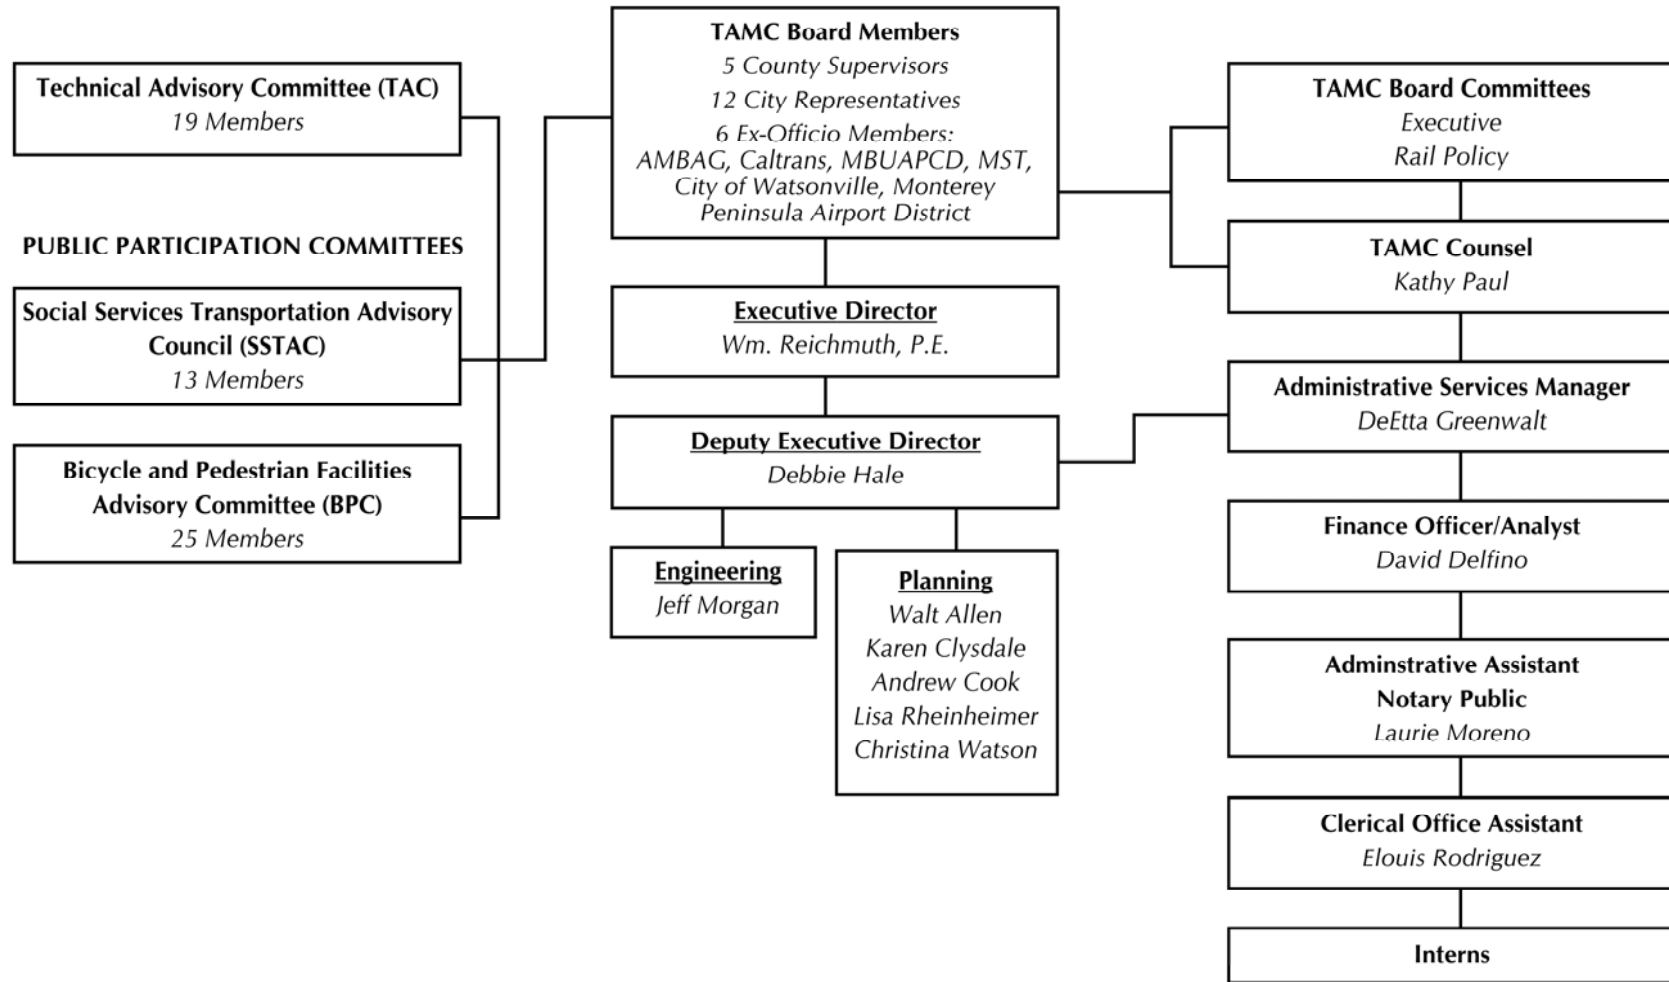 Technical Advisory Committee (TAC)
19 Members
PUBLIC PARTICIPATION COMMITTEES
Social Services Transportation Advisory
Council (SSTAC)
13 Members
Bicycle and Pedestrian Facilities
Advisory Committee (BPC)
25 Members
TAMC Board Members
5 County Supervisors
12 City Representatives
6 Ex-Officio Members:
AMBAG, Caltrans, MBUAPCD, MST,
City of Watsonville, Monterey
Peninsula Airport District
Executive Director
Wm. Reichmuth, P.E.
Deputy Executive Director
Debbie Hale
Engineering
Jeff Morgan
Planning
Walt Allen
Karen Clysdale
Andrew Cook
Lisa Rheinheimer
Christina Watson
TAMC Board Committees
Executive
Rail Policy
TAMC Counsel
Kathy Paul
Administrative Services Manager
DeEtta Greenwalt
Finance Officer/Analyst
David Delfino
Adminstrative Assistant
Notary Public
Laurie Moreno
Clerical Office Assistant
Elouis Rodriguez
Interns